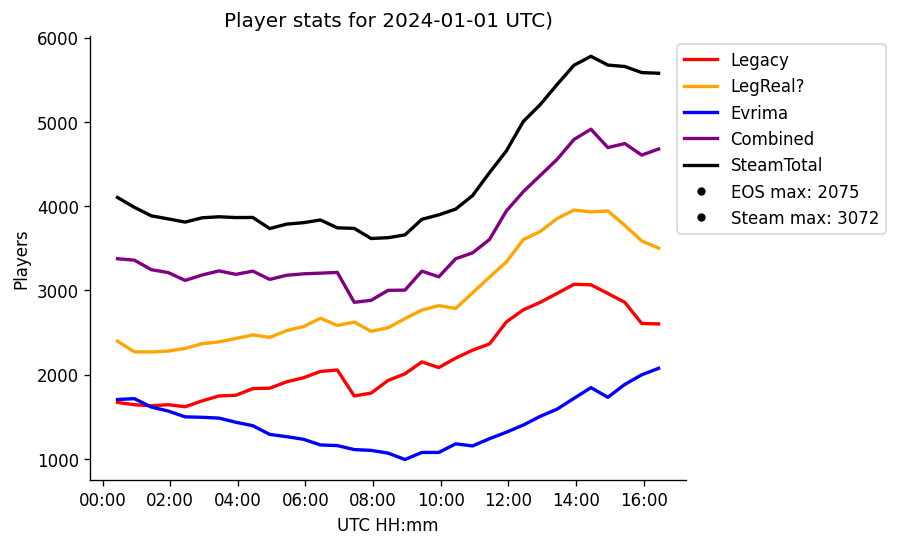 Player stats for 2024-01-01 UTC)
6000
5000
4000
3000
2000
1000
Players
00:00 02:00 04:00 06:00 08:00 10:00 12:00 14:00 16:00
UTC HH:mm
Legacy
LegReal?
Evrima
Combined
SteamTotal
EOS max: 2075
Steam max: 3072